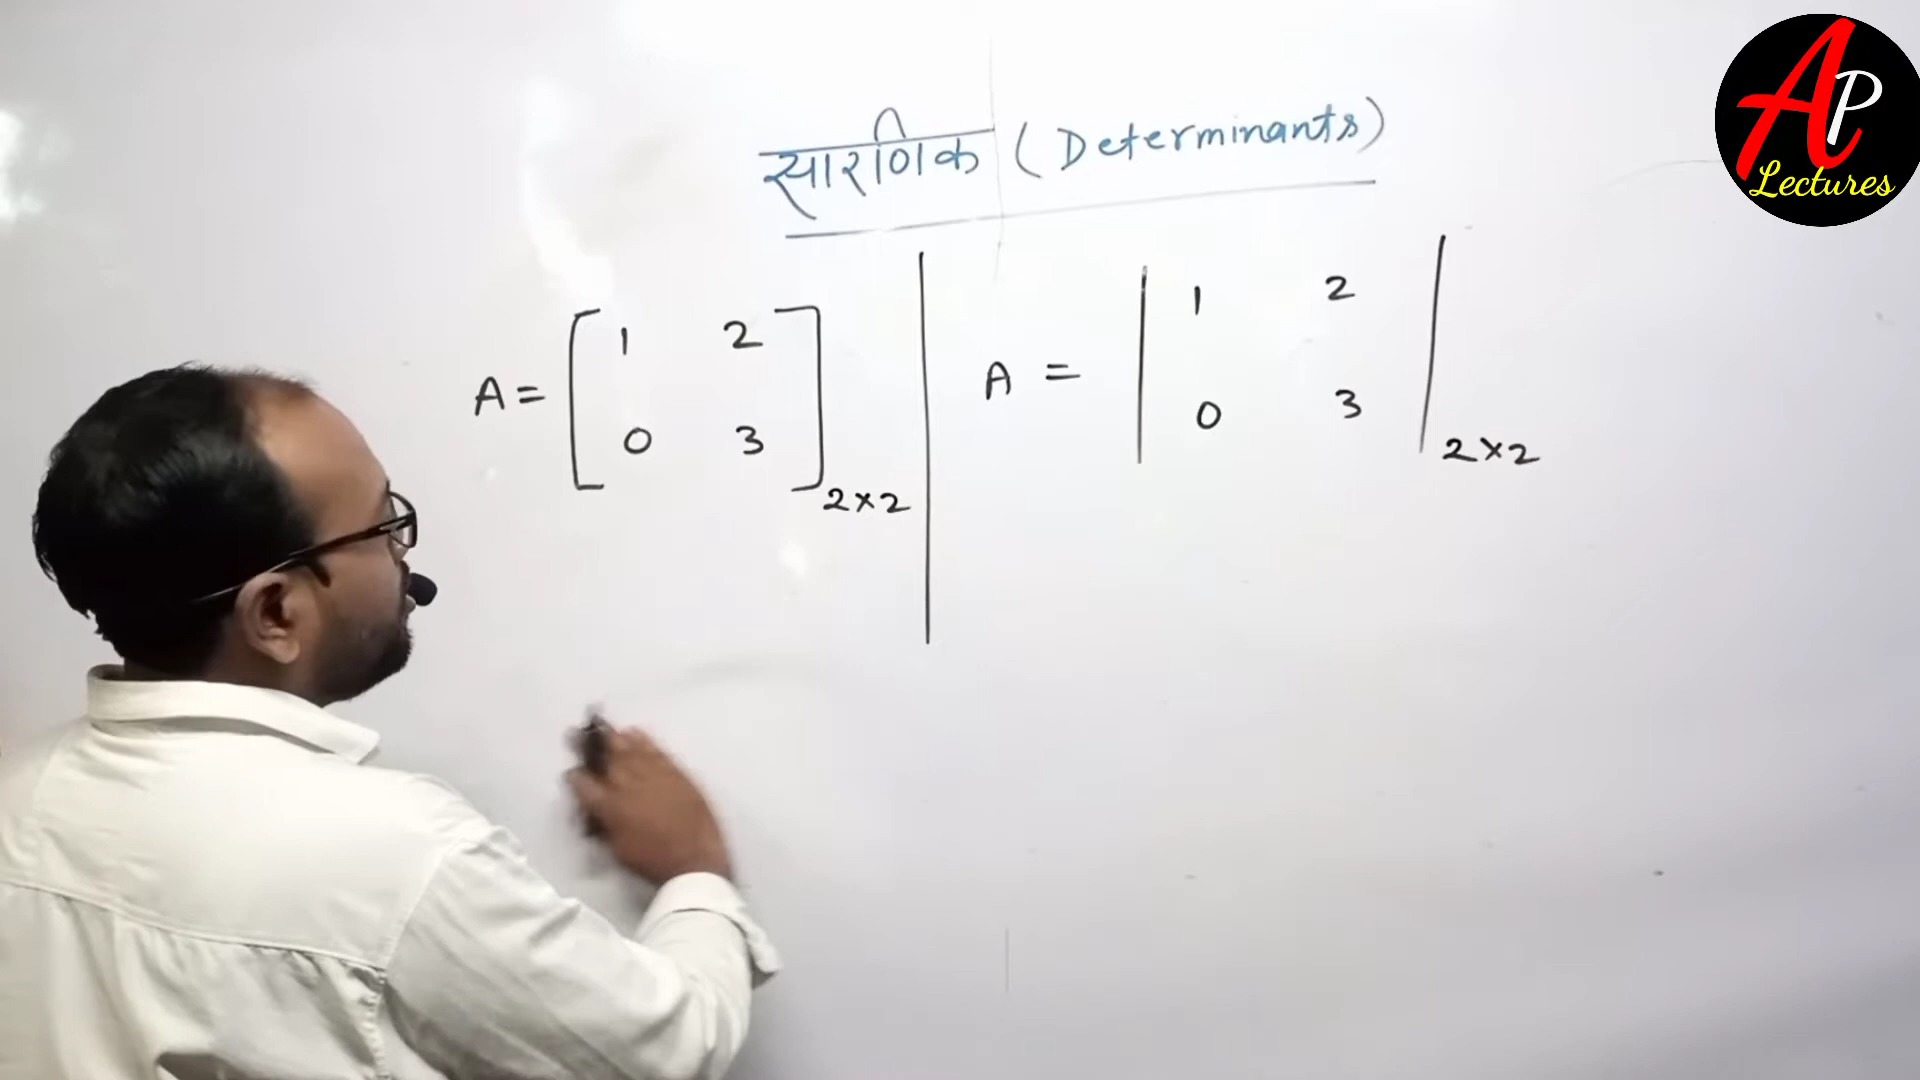 सारणिक (Determinants)
A = [ 1 2
0 3 ] 2×2
A = | 1 2
0 3 | 2×2
AP
Lectures